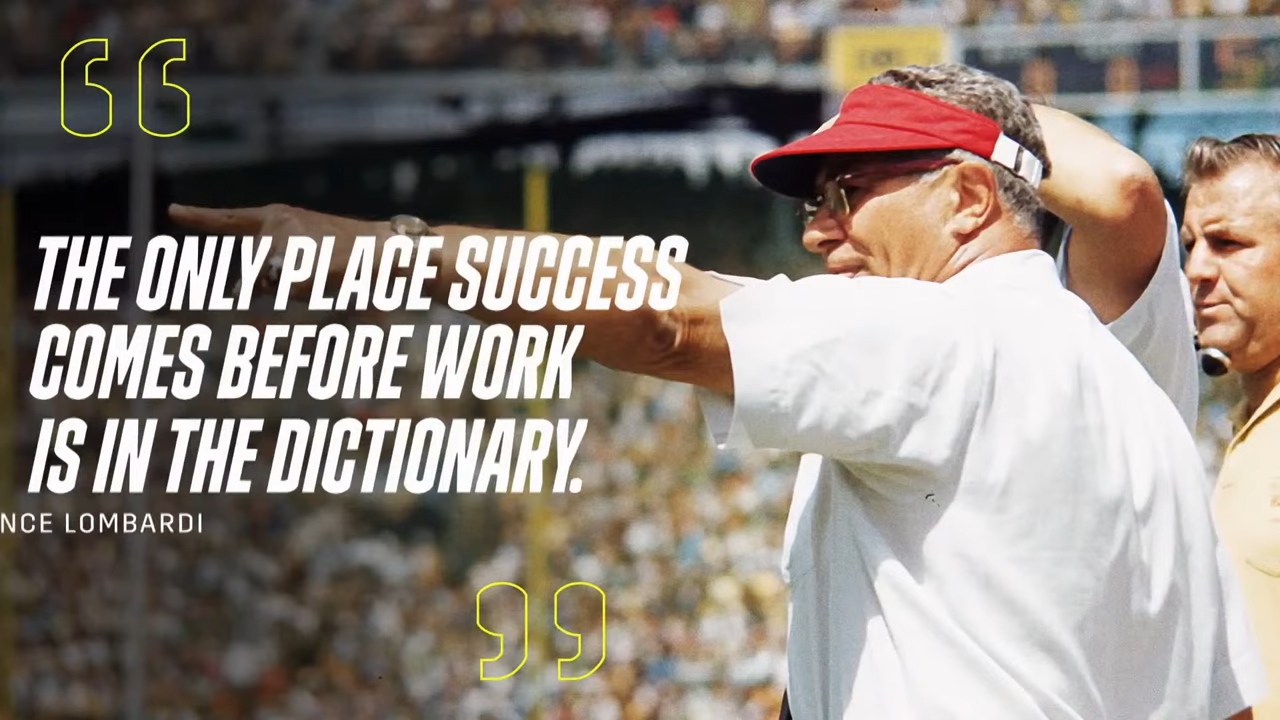 THE ONLY PLACE SUCCESS
COMES BEFORE WORK
IS IN THE DICTIONARY.
NCE LOMBARDI